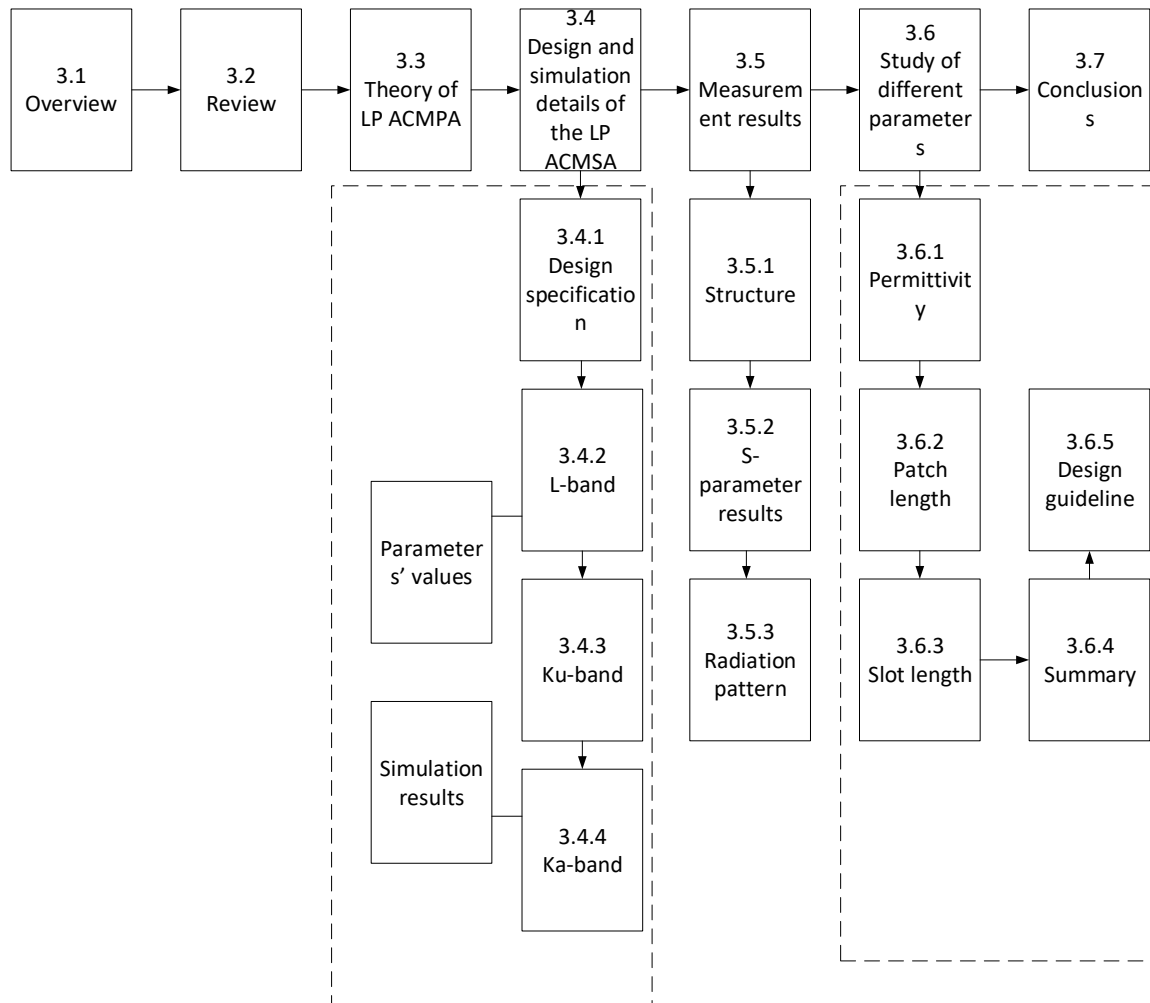 3.1
Overview
3.2
Review
3.3
Theory of
LP ACMPA
3.4
Design and
simulation
details of
the LP
ACMSA
3.5
Measurem
ent results
3.6
Study of
different
parameter
s
3.7
Conclusion
s
3.4.1
Design
specificatio
n
3.4.2
L-band
Parameter
s’ values
3.4.3
Ku-band
Simulation
results
3.4.4
Ka-band
3.5.1
Structure
3.5.2
S-
parameter
results
3.5.3
Radiation
pattern
3.6.1
Permittivit
y
3.6.2
Patch
length
3.6.3
Slot length
3.6.4
Summary
3.6.5
Design
guideline